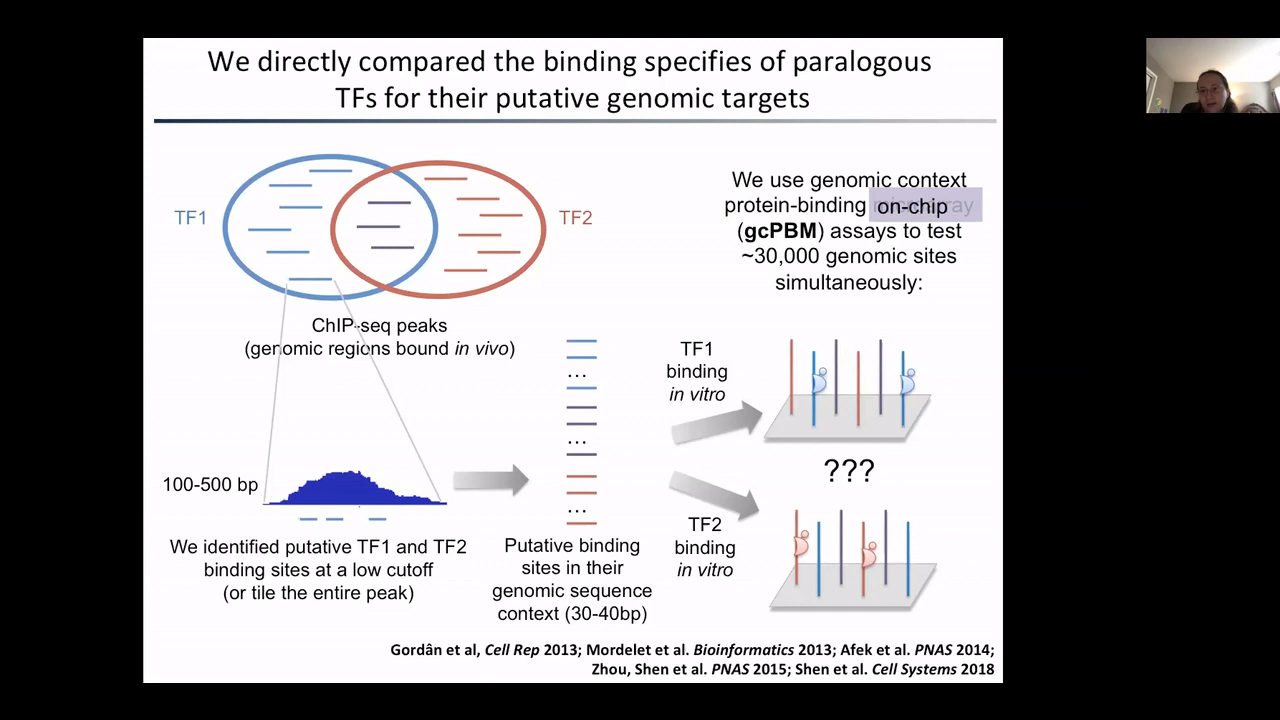 We directly compared the binding specifies of paralogous
TFs for their putative genomic targets
TF1
TF2
We use genomic context
protein-binding on-chip
(gcPBM) assays to test
~30,000 genomic sites
simultaneously:
ChIP-seq peaks
(genomic regions bound in vivo)
...
...
...
TF1
binding
in vitro
???
100-500 bp
TF2
binding
in vitro
We identified putative TF1 and TF2
binding sites at a low cutoff
(or tile the entire peak)
Putative binding
sites in their
genomic sequence
context (30-40bp)
Gordân et al, Cell Rep 2013; Mordelet et al. Bioinformatics 2013; Afek et al. PNAS 2014;
Zhou, Shen et al. PNAS 2015; Shen et al. Cell Systems 2018